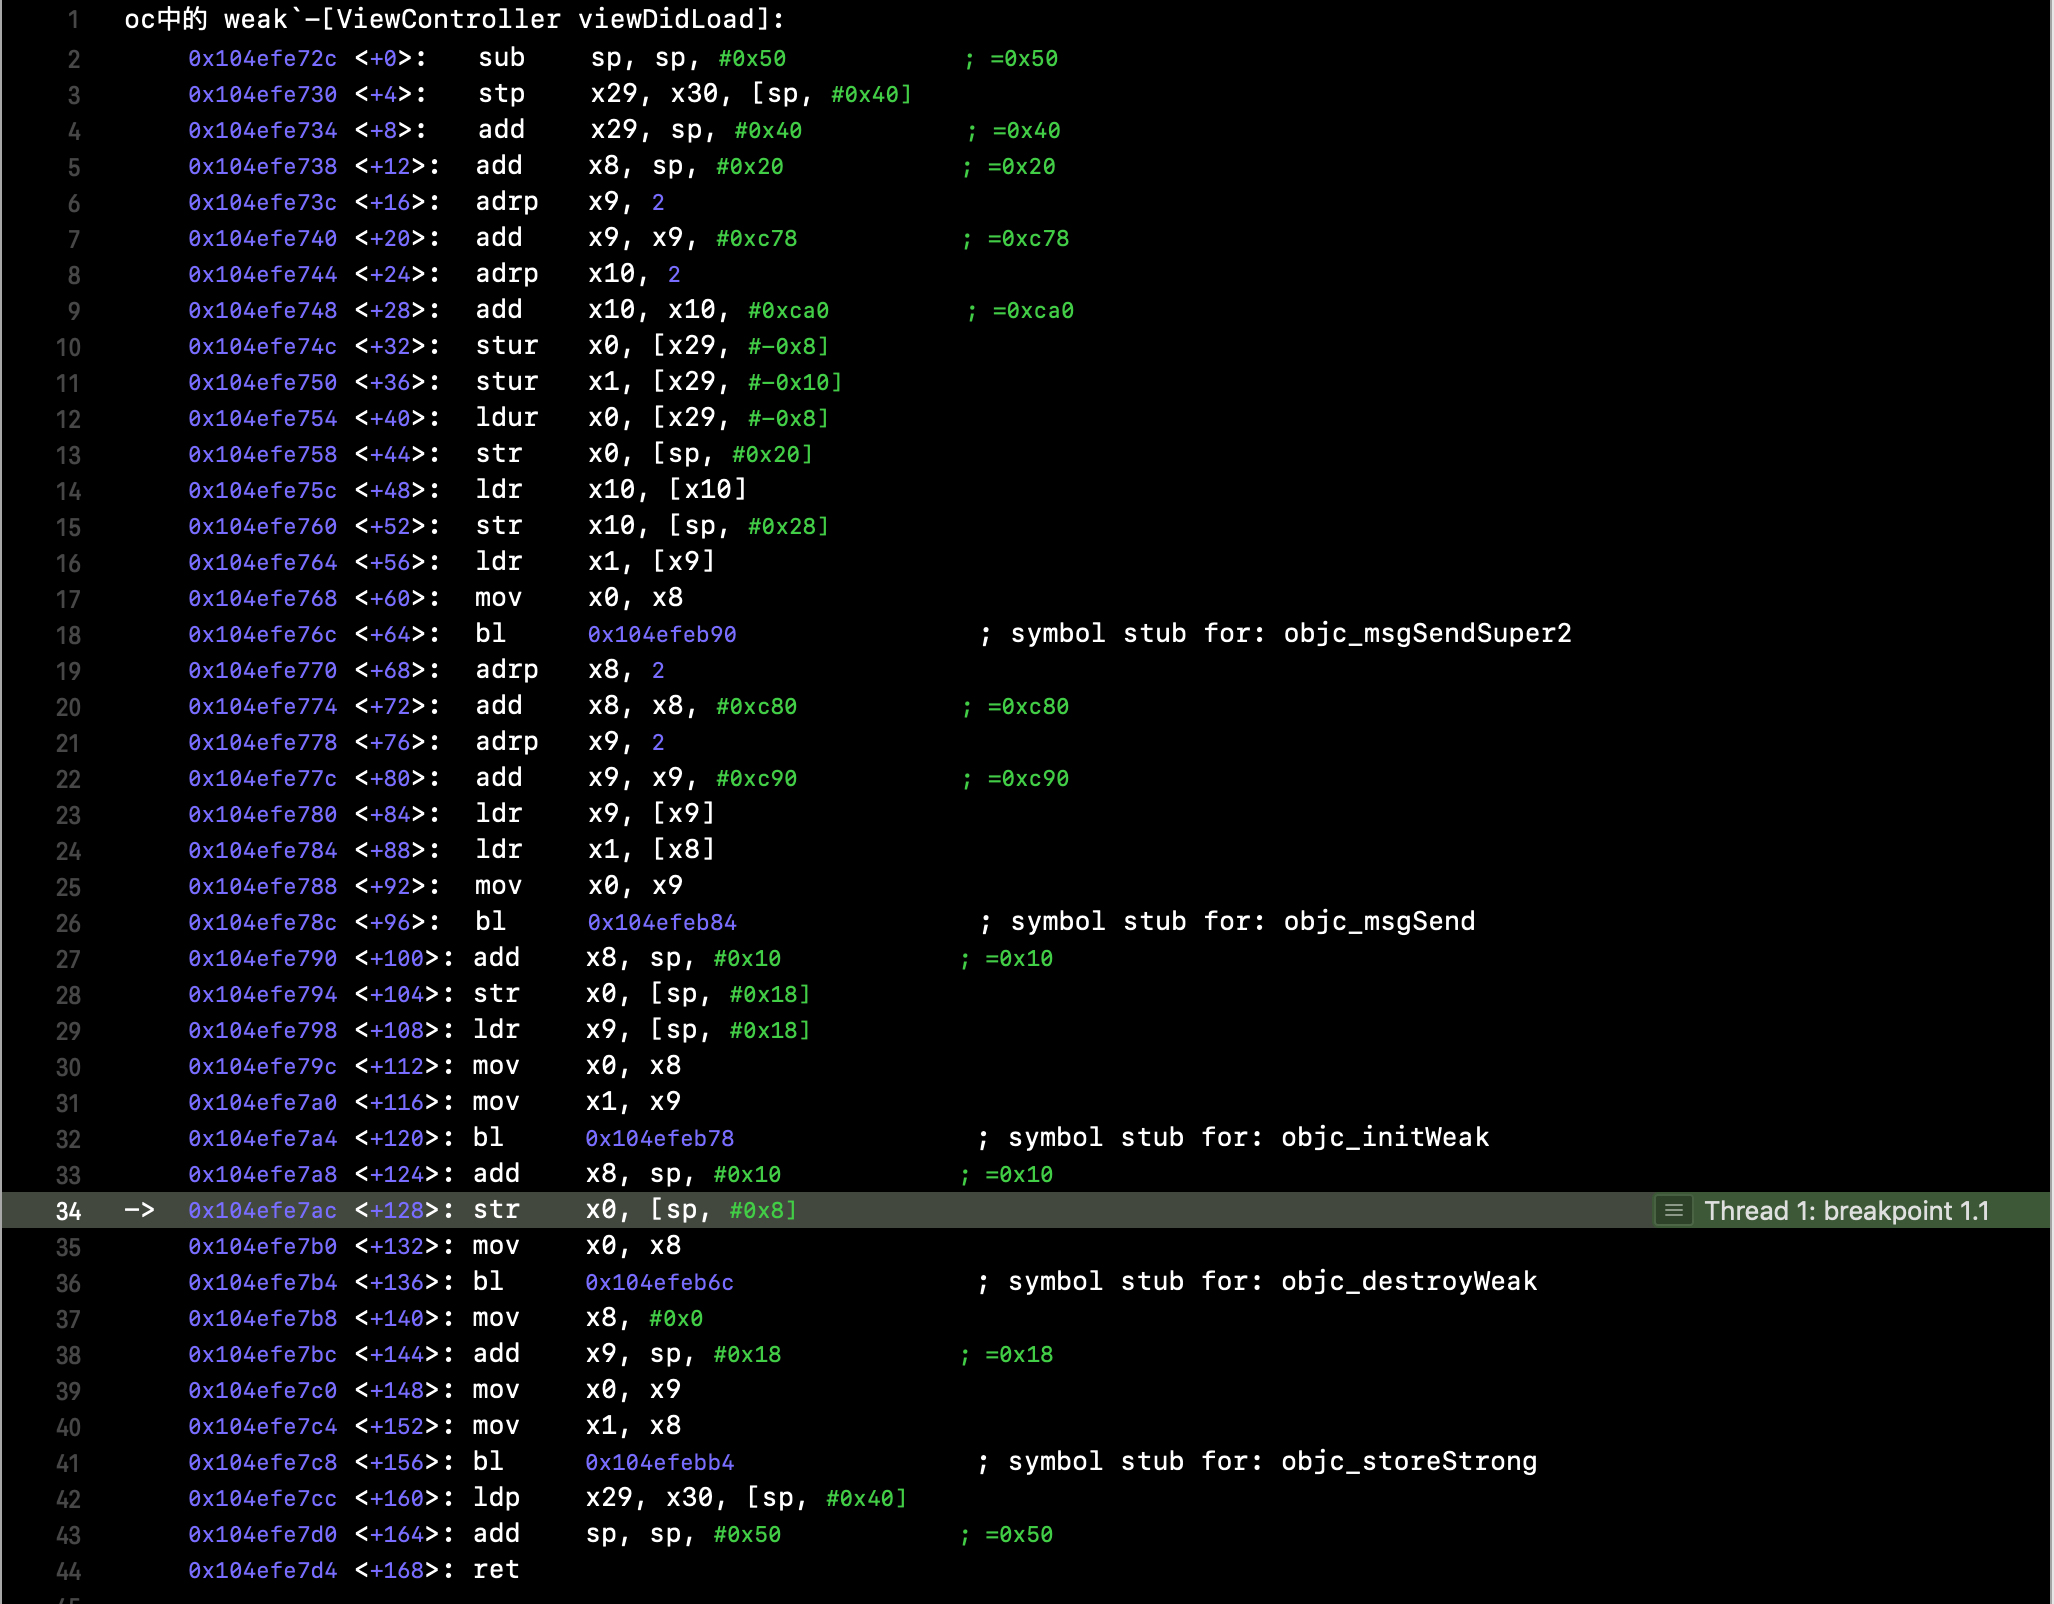 1 oc中的 weak`-[ViewController viewDidLoad]:
2 0x104efe72c <+0>: sub sp, sp, #0x50 ; =0x50
3 0x104efe730 <+4>: stp x29, x30, [sp, #0x40]
4 0x104efe734 <+8>: add x29, sp, #0x40 ; =0x40
5 0x104efe738 <+12>: add x8, sp, #0x20 ; =0x20
6 0x104efe73c <+16>: adrp x9, 2
7 0x104efe740 <+20>: add x9, x9, #0xc78 ; =0xc78
8 0x104efe744 <+24>: adrp x10, 2
9 0x104efe748 <+28>: add x10, x10, #0xca0 ; =0xca0
10 0x104efe74c <+32>: stur x0, [x29, #-0x8]
11 0x104efe750 <+36>: stur x1, [x29, #-0x10]
12 0x104efe754 <+40>: ldur x0, [x29, #-0x8]
13 0x104efe758 <+44>: str x0, [sp, #0x20]
14 0x104efe75c <+48>: ldr x10, [x10]
15 0x104efe760 <+52>: str x10, [sp, #0x28]
16 0x104efe764 <+56>: ldr x1, [x9]
17 0x104efe768 <+60>: mov x0, x8
18 0x104efe76c <+64>: bl 0x104efeb90 ; symbol stub for: objc_msgSendSuper2
19 0x104efe770 <+68>: adrp x8, 2
20 0x104efe774 <+72>: add x8, x8, #0xc80 ; =0xc80
21 0x104efe778 <+76>: adrp x9, 2
22 0x104efe77c <+80>: add x9, x9, #0xc90 ; =0xc90
23 0x104efe780 <+84>: ldr x9, [x9]
24 0x104efe784 <+88>: ldr x1, [x8]
25 0x104efe788 <+92>: mov x0, x9
26 0x104efe78c <+96>: bl 0x104efeb84 ; symbol stub for: objc_msgSend
27 0x104efe790 <+100>: add x8, sp, #0x10 ; =0x10
28 0x104efe794 <+104>: str x0, [sp, #0x18]
29 0x104efe798 <+108>: ldr x9, [sp, #0x18]
30 0x104efe79c <+112>: mov x0, x8
31 0x104efe7a0 <+116>: mov x1, x9
32 0x104efe7a4 <+120>: bl 0x104efeb78 ; symbol stub for: objc_initWeak
33 0x104efe7a8 <+124>: add x8, sp, #0x10 ; =0x10
34 -> 0x104efe7ac <+128>: str x0, [sp, #0x8] Thread 1: breakpoint 1.1
35 0x104efe7b0 <+132>: mov x0, x8
36 0x104efe7b4 <+136>: bl 0x104efeb6c ; symbol stub for: objc_destroyWeak
37 0x104efe7b8 <+140>: mov x8, #0x0
38 0x104efe7bc <+144>: add x9, sp, #0x18 ; =0x18
39 0x104efe7c0 <+148>: mov x0, x9
40 0x104efe7c4 <+152>: mov x1, x8
41 0x104efe7c8 <+156>: bl 0x104efebb4 ; symbol stub for: objc_storeStrong
42 0x104efe7cc <+160>: ldp x29, x30, [sp, #0x40]
43 0x104efe7d0 <+164>: add sp, sp, #0x50 ; =0x50
44 0x104efe7d4 <+168>: ret